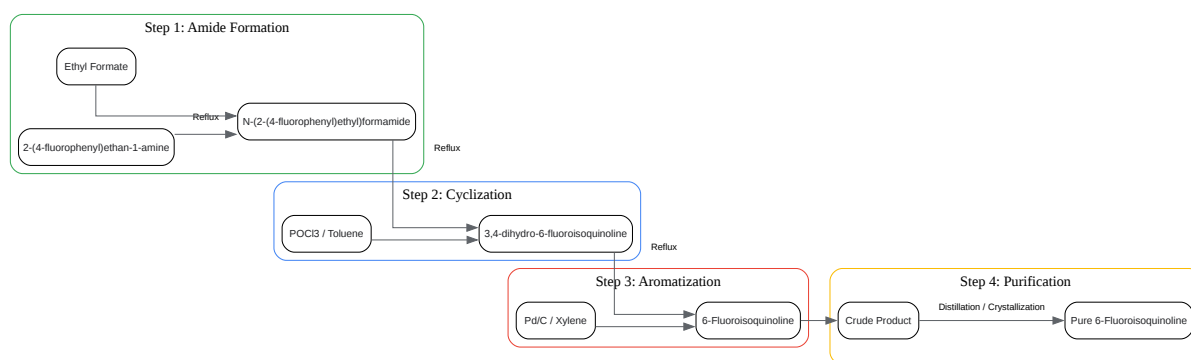 Step 1: Amide Formation
Ethyl Formate
Reflux
N-(2-(4-fluorophenyl)ethyl)formamide
2-(4-fluorophenyl)ethan-1-amine
Reflux
Step 2: Cyclization
POCl3 / Toluene
3,4-dihydro-6-fluoroisoquinoline
Reflux
Step 3: Aromatization
Pd/C / Xylene
6-Fluoroisoquinoline
Step 4: Purification
Crude Product
Distillation / Crystallization
Pure 6-Fluoroisoquinoline